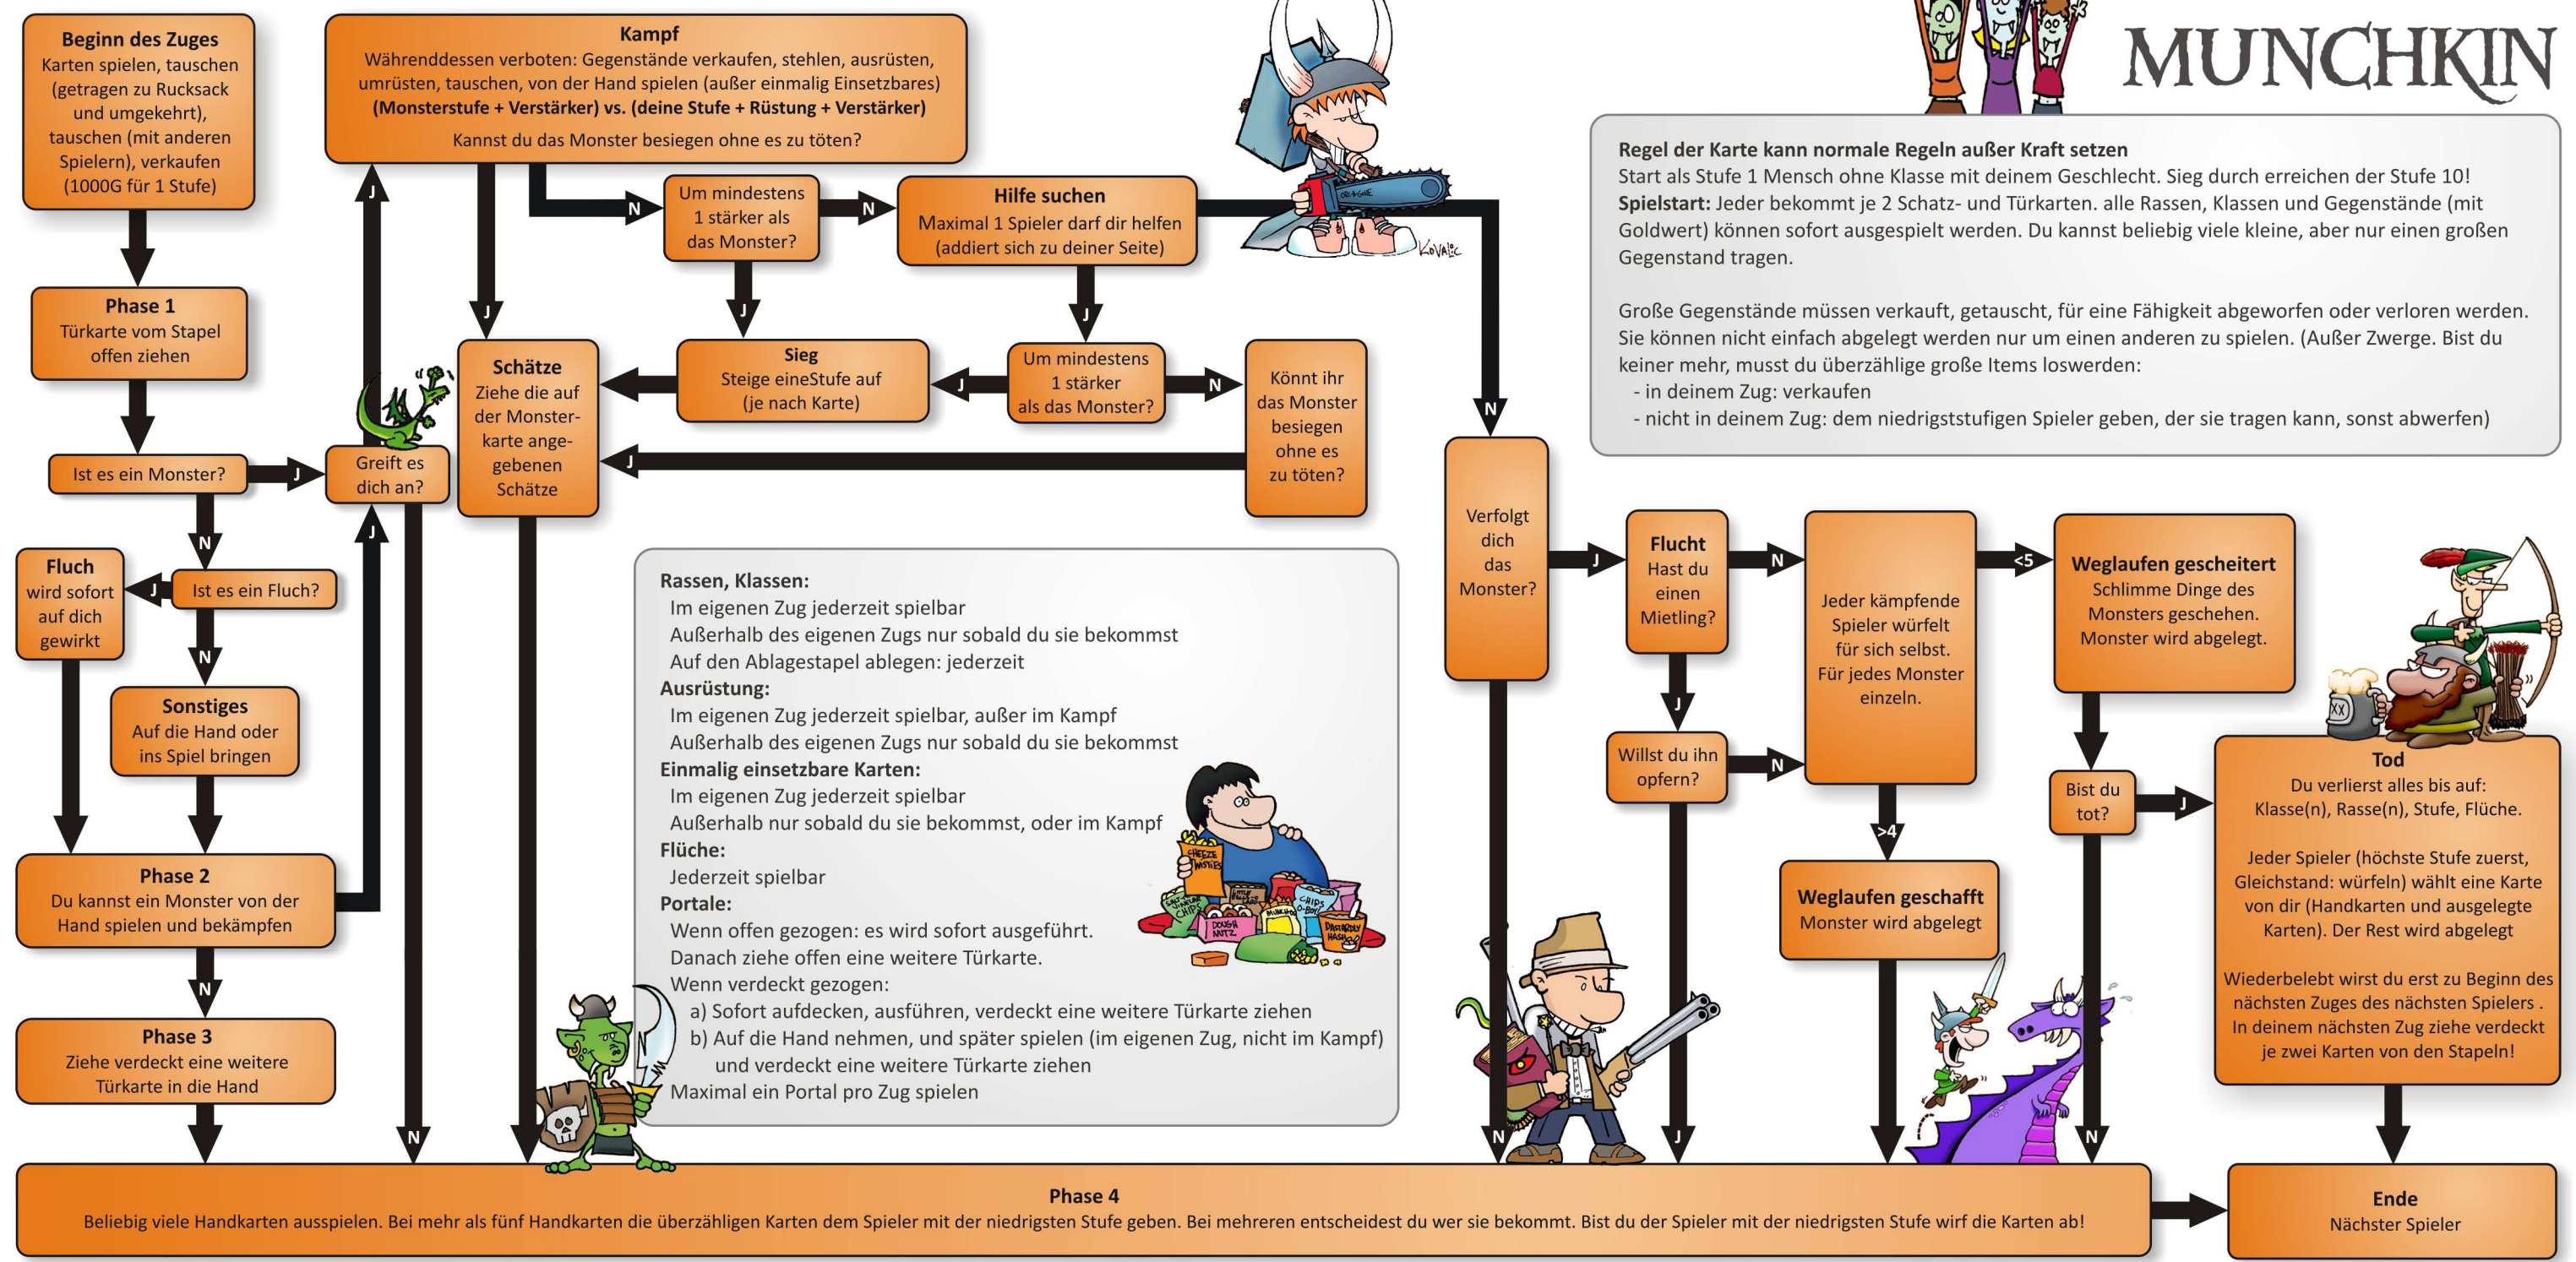 MUNCHKIN
Beginn des Zuges
Karten spielen, tauschen
(getragen zu Rucksack
und umgekehrt),
tauschen (mit anderen
Spielern), verkaufen
(1000G für 1 Stufe)
Phase 1
Türkarte vom Stapel
offen ziehen
Ist es ein Monster?
J
Greift es
dich an?
J
N
Ist es ein Fluch?
J
Fluch
wird sofort
auf dich
gewirkt
N
Sonstiges
Auf die Hand oder
ins Spiel bringen
Phase 2
Du kannst ein Monster von der
Hand spielen und bekämpfen
J
N
Phase 3
Ziehe verdeckt eine weitere
Türkarte in die Hand
N
Kampf
Währenddessen verboten: Gegenstände verkaufen, stehlen, ausrüsten,
umrüsten, tauschen, von der Hand spielen (außer einmalig Einsetzbares)
(Monsterstufe + Verstärker) vs. (deine Stufe + Rüstung + Verstärker)
Kannst du das Monster besiegen ohne es zu töten?
J
N
Um mindestens
1 stärker als
das Monster?
N
Hilfe suchen
Maximal 1 Spieler darf dir helfen
(addiert sich zu deiner Seite)
J
J
N
Schätze
Ziehe die auf
der Monster-
karte ange-
gebenen
Schätze
Sieg
Steige eineStufe auf
(je nach Karte)
J
Um mindestens
1 stärker
als das Monster?
N
Könnt ihr
das Monster
besiegen
ohne es
zu töten?
J
KOVALIC
Regel der Karte kann normale Regeln außer Kraft setzen
Start als Stufe 1 Mensch ohne Klasse mit deinem Geschlecht. Sieg durch erreichen der Stufe 10!
Spielstart: Jeder bekommt je 2 Schatz- und Türkarten. alle Rassen, Klassen und Gegenstände (mit
Goldwert) können sofort ausgespielt werden. Du kannst beliebig viele kleine, aber nur einen großen
Gegenstand tragen.
Große Gegenstände müssen verkauft, getauscht, für eine Fähigkeit abgeworfen oder verloren werden.
Sie können nicht einfach abgelegt werden nur um einen anderen zu spielen. (Außer Zwerge. Bist du
keiner mehr, musst du überzählige große Items loswerden:
- in deinem Zug: verkaufen
- nicht in deinem Zug: dem niedrigststufigen Spieler geben, der sie tragen kann, sonst abwerfen)
Rassen, Klassen:
Im eigenen Zug jederzeit spielbar
Außerhalb des eigenen Zugs nur sobald du sie bekommst
Auf den Ablagestapel ablegen: jederzeit
Ausrüstung:
Im eigenen Zug jederzeit spielbar, außer im Kampf
Außerhalb des eigenen Zugs nur sobald du sie bekommst
Einmalig einsetzbare Karten:
Im eigenen Zug jederzeit spielbar
Außerhalb nur sobald du sie bekommst, oder im Kampf
Flüche:
Jederzeit spielbar
Portale:
Wenn offen gezogen: es wird sofort ausgeführt.
Danach ziehe offen eine weitere Türkarte.
Wenn verdeckt gezogen:
a) Sofort aufdecken, ausführen, verdeckt eine weitere Türkarte ziehen
b) Auf die Hand nehmen, und später spielen (im eigenen Zug, nicht im Kampf)
und verdeckt eine weitere Türkarte ziehen
Maximal ein Portal pro Zug spielen
CHEEZE
TWISTIES
CHIPS
DOUGH
NUTZ
CHIPS
O-BOY!
DASTARDLY
HASH
Verfolgt
dich
das
Monster?
J
N
Flucht
Hast du
einen
Mietling?
N
J
Willst du ihn
opfern?
N
J
Jeder kämpfende
Spieler würfelt
für sich selbst.
Für jedes Monster
einzeln.
<5
>4
Weglaufen geschafft
Monster wird abgelegt
Weglaufen gescheitert
Schlimme Dinge des
Monsters geschehen.
Monster wird abgelegt.
Bist du
tot?
J
N
XX
Tod
Du verlierst alles bis auf:
Klasse(n), Rasse(n), Stufe, Flüche.
Jeder Spieler (höchste Stufe zuerst,
Gleichstand: würfeln) wählt eine Karte
von dir (Handkarten und ausgelegte
Karten). Der Rest wird abgelegt
Wiederbelebt wirst du erst zu Beginn des
nächsten Zuges des nächsten Spielers .
In deinem nächsten Zug ziehe verdeckt
je zwei Karten von den Stapeln!
Phase 4
Beliebig viele Handkarten ausspielen. Bei mehr als fünf Handkarten die überzähligen Karten dem Spieler mit der niedrigsten Stufe geben. Bei mehreren entscheidest du wer sie bekommt. Bist du der Spieler mit der niedrigsten Stufe wirf die Karten ab!
Ende
Nächster Spieler